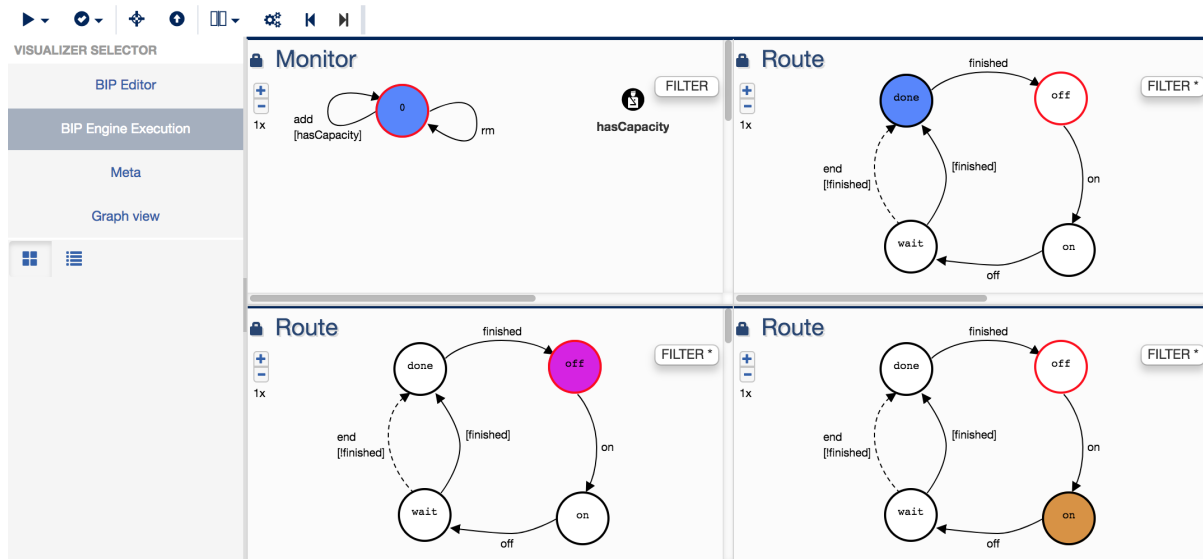 VISUALIZER SELECTOR
BIP Editor
BIP Engine Execution
Meta
Graph view
Monitor
1x
FILTER
0
add
[hasCapacity]
rm
hasCapacity
Route
1x
FILTER *
finished
done
off
end
[!finished]
[finished]
on
wait
on
off
Route
1x
FILTER *
finished
done
off
end
[!finished]
[finished]
on
wait
on
off
Route
1x
FILTER *
finished
done
off
end
[!finished]
[finished]
on
wait
on
off